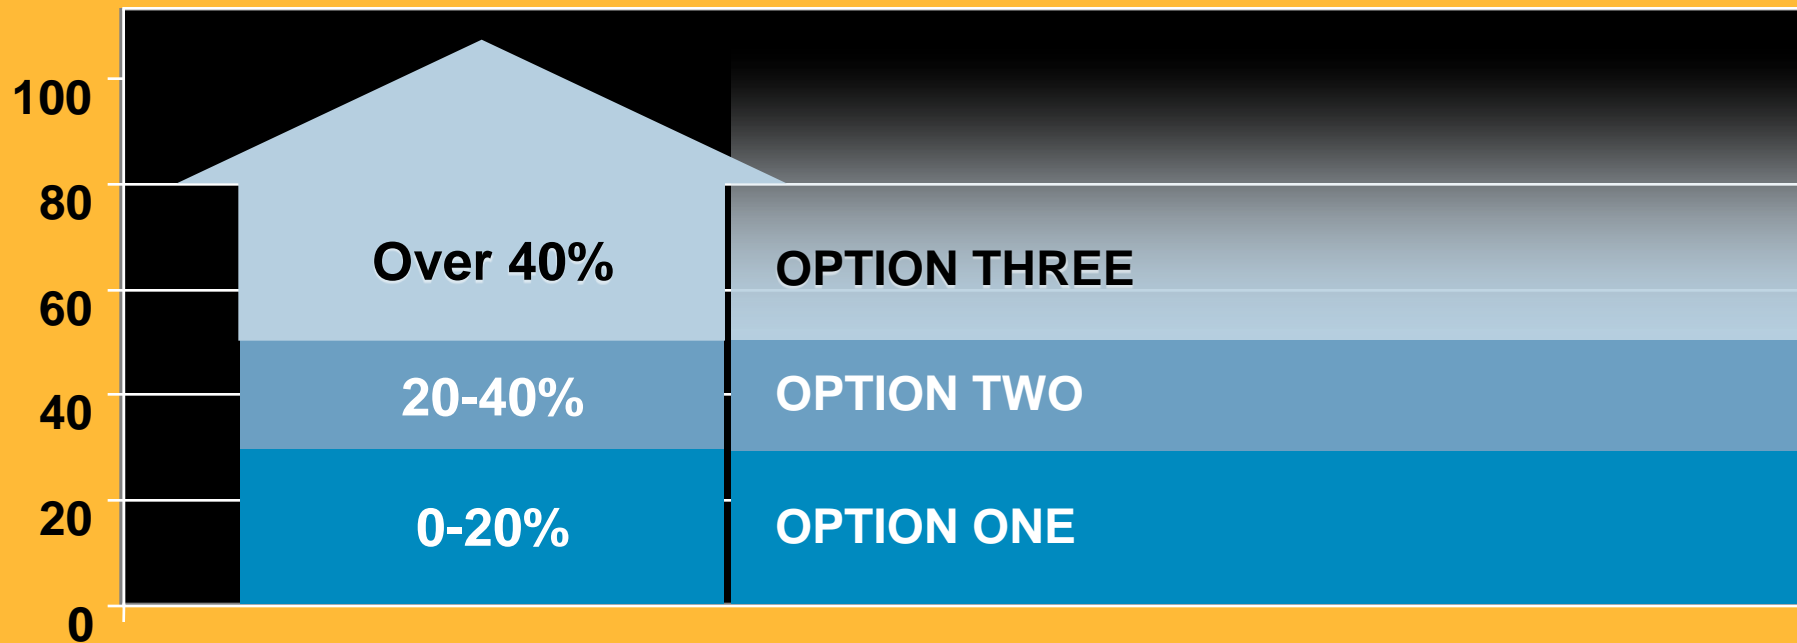 100
80
Over 40%
OPTION THREE
60
20-40%
OPTION TWO
40
0-20%
OPTION ONE
20
0